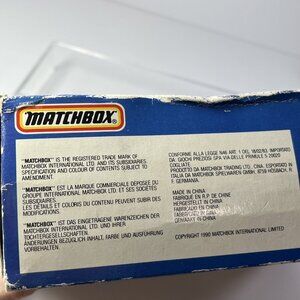 MATCHBOX®
"MATCHBOX" IS THE REGISTERED TRADE MARK OF
MATCHBOX INTERNATIONAL LTD. AND ITS SUBSIDIARIES.
SPECIFICATION AND COLOUR OF CONTENTS SUBJECT TO
AMENDMENT.
"MATCHBOX" EST LA MARQUE COMMERCIALE DEPOSEE DU
GROUPE MATCHBOX INTERNATIONAL LTD. ET DE SES SOCIETES
SUBSIDIAIRES.
LES DETAILS ET COLORIS DU CONTENU PEUVENT SUBIR DES
MODIFICATIONS.
"MATCHBOX" IST DAS EINGETRAGENE WARENZEICHEN DER
MATCHBOX INTERNATIONAL LTD. UND IHRER
TOCHTERGESELLSCHAFTEN.
ÄNDERUNGEN BEZÜGLICH INHALT, FARBE UND AUSFÜHRUNG
VORBEHALTEN.
CONFORME ALLA LEGGE N46 ART. 1 DEL 18/02/83. IMPORTATO
DA: GIOCHI PREZIOSI SPA VIA DELLE PRIMULE 5 20020
COGLIATE
PRODOTTO DA MATCHBOX TRADING LTD. CINA. ESPORTATO IN
ITALIA DA MATCHBOX SPIELWAREN GMBH, 8759 HÖSBACH, R.
F. GERMANIA.
MADE IN CHINA
FABRIQUE EN R.P. DE CHINE
HERGESTELLT IN CHINA
FABRICADO EN CHINA
FABBRICATO IN CINA
COPYRIGHT 1990 MATCHBOX INTERNATIONAL LIMITED